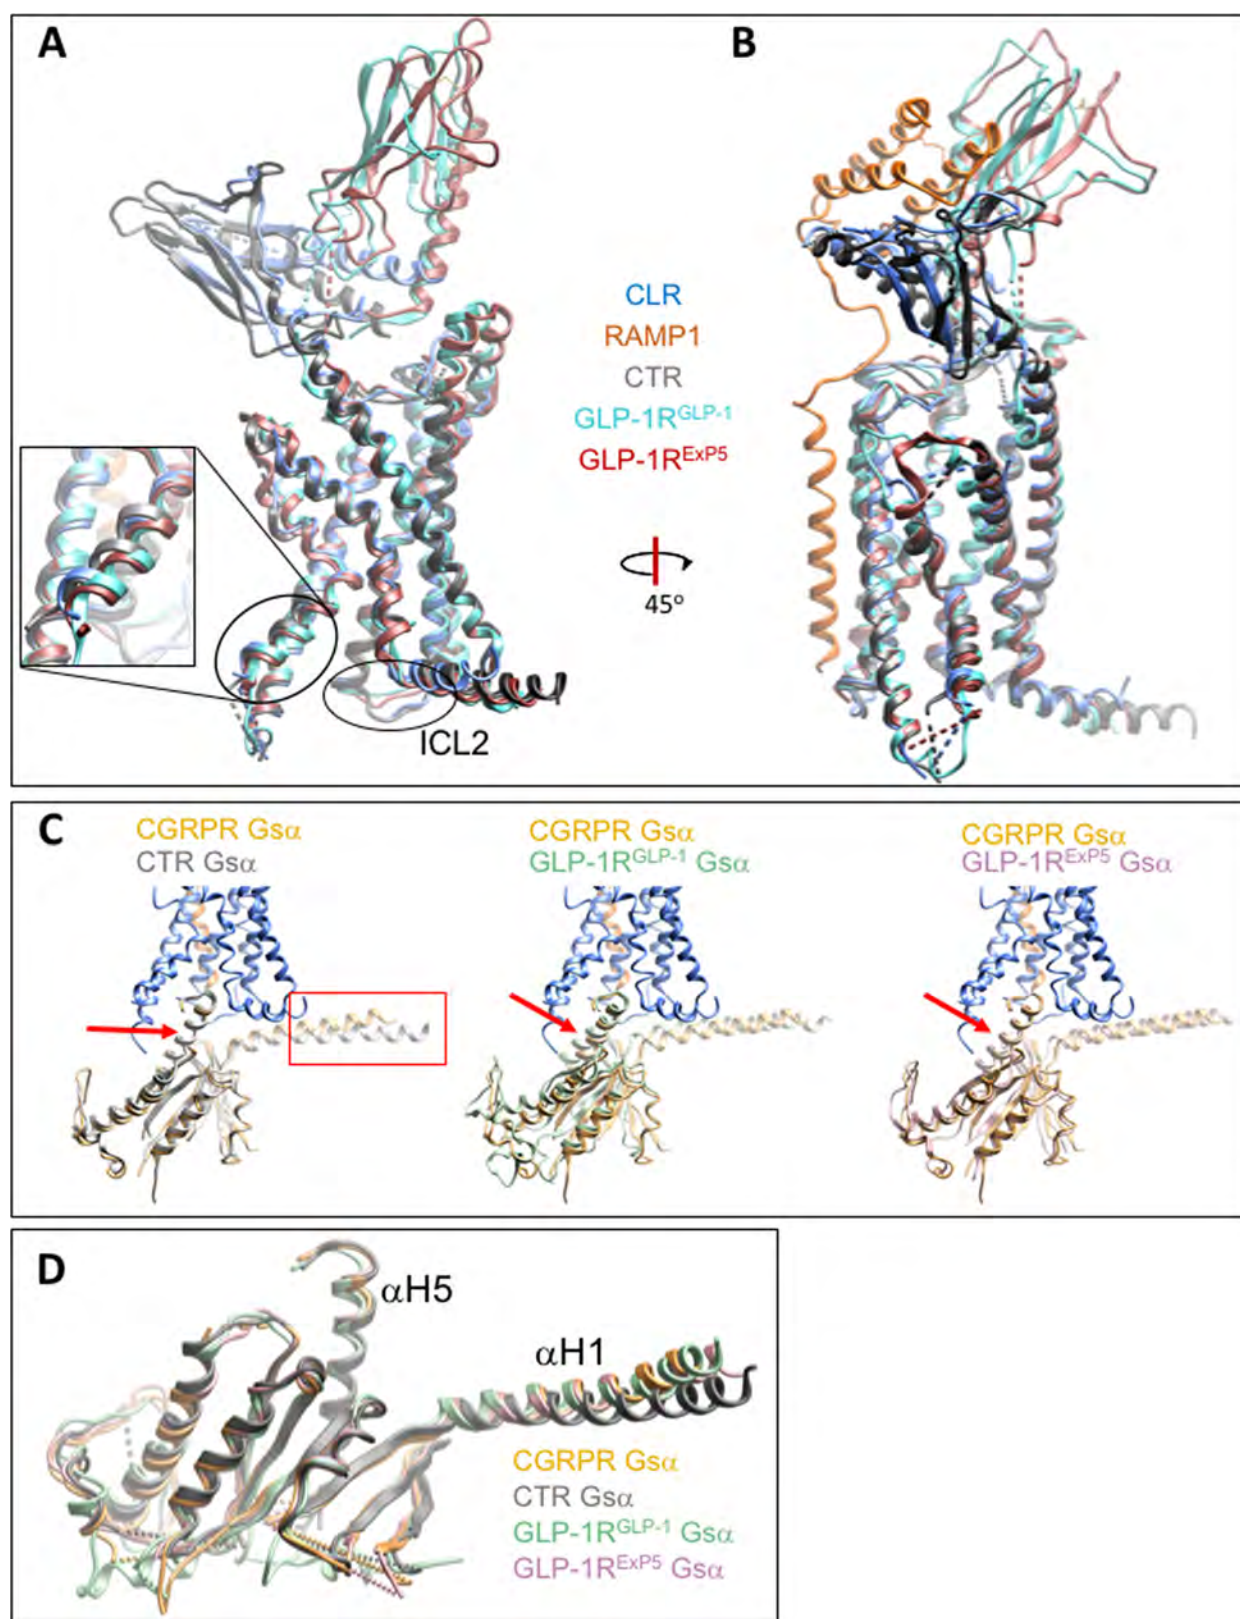 A
B
CLR
RAMP1
CTR
GLP-1R^GLP-1
GLP-1R^ExP5
45°
ICL2
C
CGRPR Gsα
CTR Gsα
CGRPR Gsα
GLP-1R^GLP-1 Gsα
CGRPR Gsα
GLP-1R^ExP5 Gsα
D
αH5
αH1
CGRPR Gsα
CTR Gsα
GLP-1R^GLP-1 Gsα
GLP-1R^ExP5 Gsα